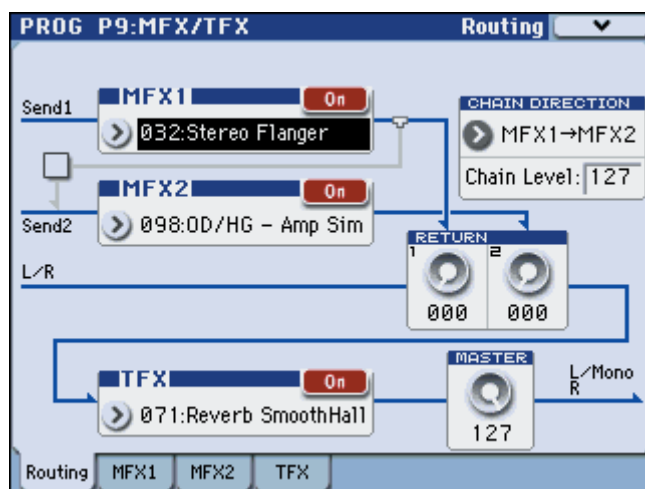 PROG P9:MFX/TFX Routing
Send1
MFX1 On
032:Stereo Flanger
CHAIN DIRECTION
MFX1→MFX2
Chain Level: 127
MFX2 On
098:OD/HG - Amp Sim
Send2
L/R
RETURN
1 2
000 000
TFX On
071:Reverb SmoothHall
MASTER
127
L/Mono
R
Routing MFX1 MFX2 TFX